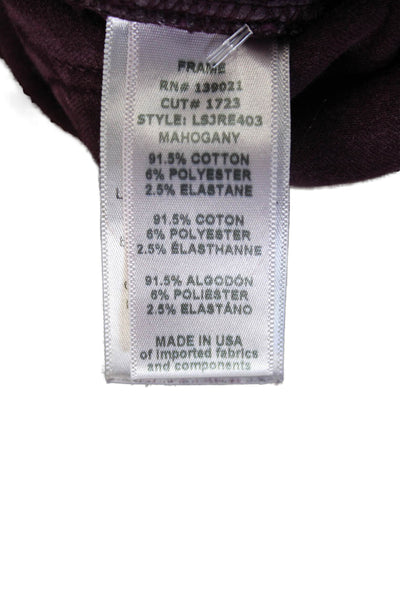 FRAME
RN# 139021
CUT# 1723
STYLE: LSJRE403
MAHOGANY
91.5% COTTON
6% POLYESTER
2.5% ELASTANE
91.5% COTON
6% POLYESTER
2.5% ÉLASTHANNE
91.5% ALGODÓN
6% POLIÉSTER
2.5% ELASTÁNO
MADE IN USA
of imported fabrics
and components